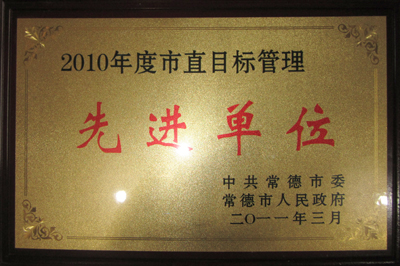 2010年度市直目标管理
先进单位
中共常德市委
常德市人民政府
二〇一一年三月